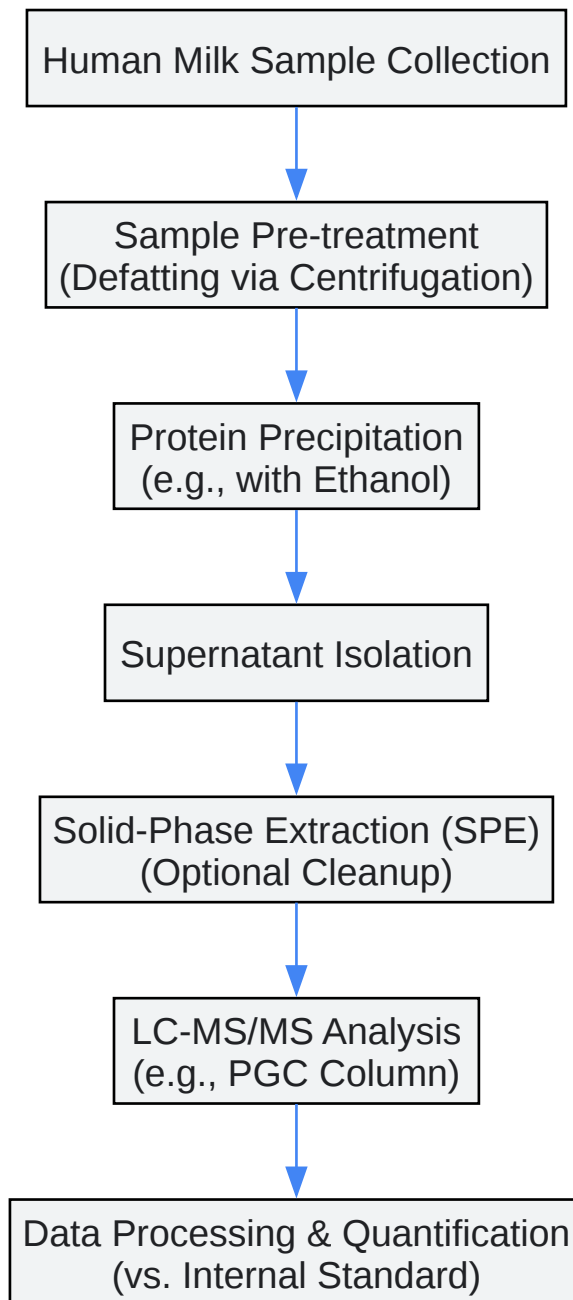 Human Milk Sample Collection
Sample Pre-treatment
(Defatting via Centrifugation)
Protein Precipitation
(e.g., with Ethanol)
Supernatant Isolation
Solid-Phase Extraction (SPE)
(Optional Cleanup)
LC-MS/MS Analysis
(e.g., PGC Column)
Data Processing & Quantification
(vs. Internal Standard)